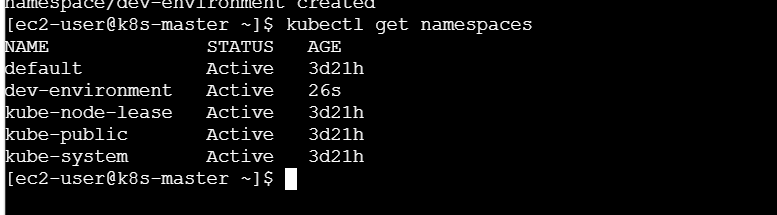 namespace/dev-environment created
[ec2-user@k8s-master ~]$ kubectl get namespaces
NAME              STATUS   AGE
default           Active   3d21h
dev-environment   Active   26s
kube-node-lease   Active   3d21h
kube-public       Active   3d21h
kube-system       Active   3d21h
[ec2-user@k8s-master ~]$